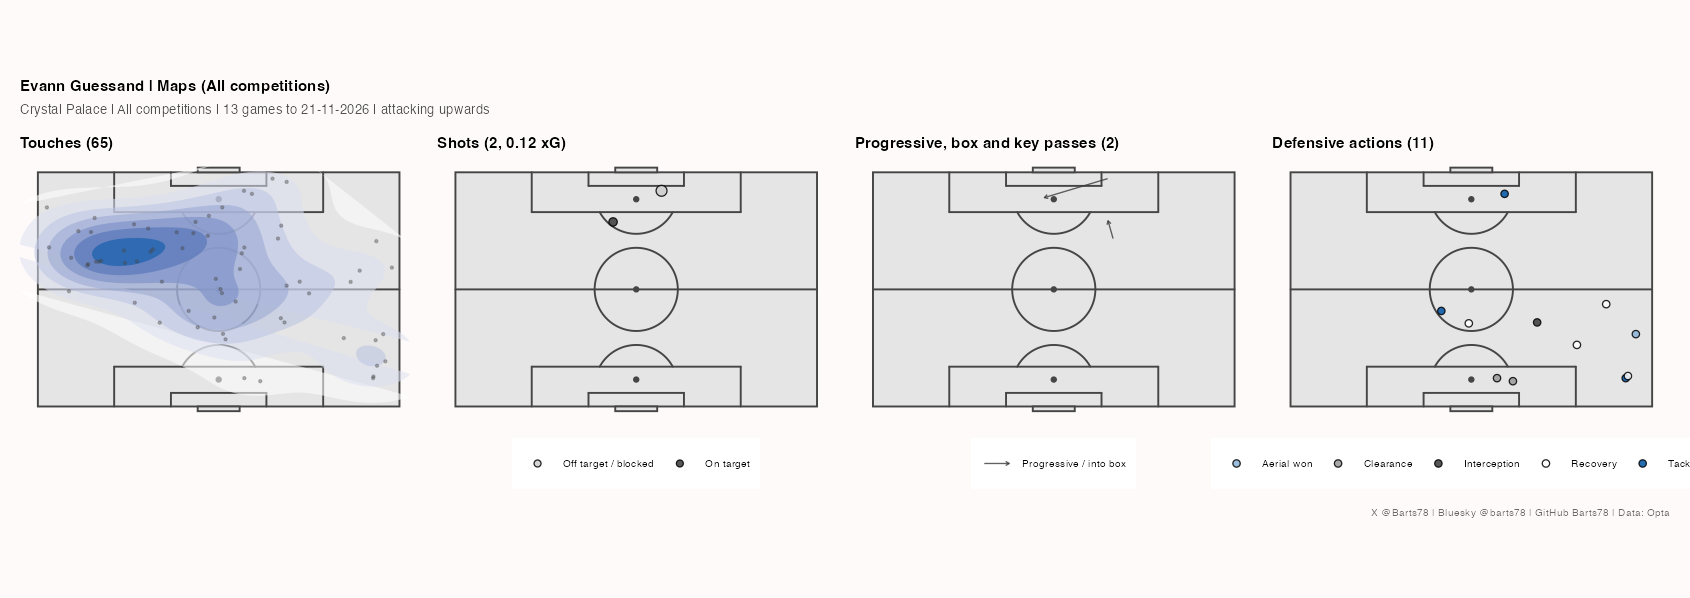 Evann Guessand | Maps (All competitions)
Crystal Palace | All competitions | 13 games to 21-11-2026 | attacking upwards
Touches (65)
Shots (2, 0.12 xG)
Progressive, box and key passes (2)
Defensive actions (11)
Off target / blocked
On target
Progressive / into box
Aerial won
Clearance
Interception
Recovery
Tack
X @Barts78 | Bluesky @barts78 | GitHub Barts78 | Data: Opta